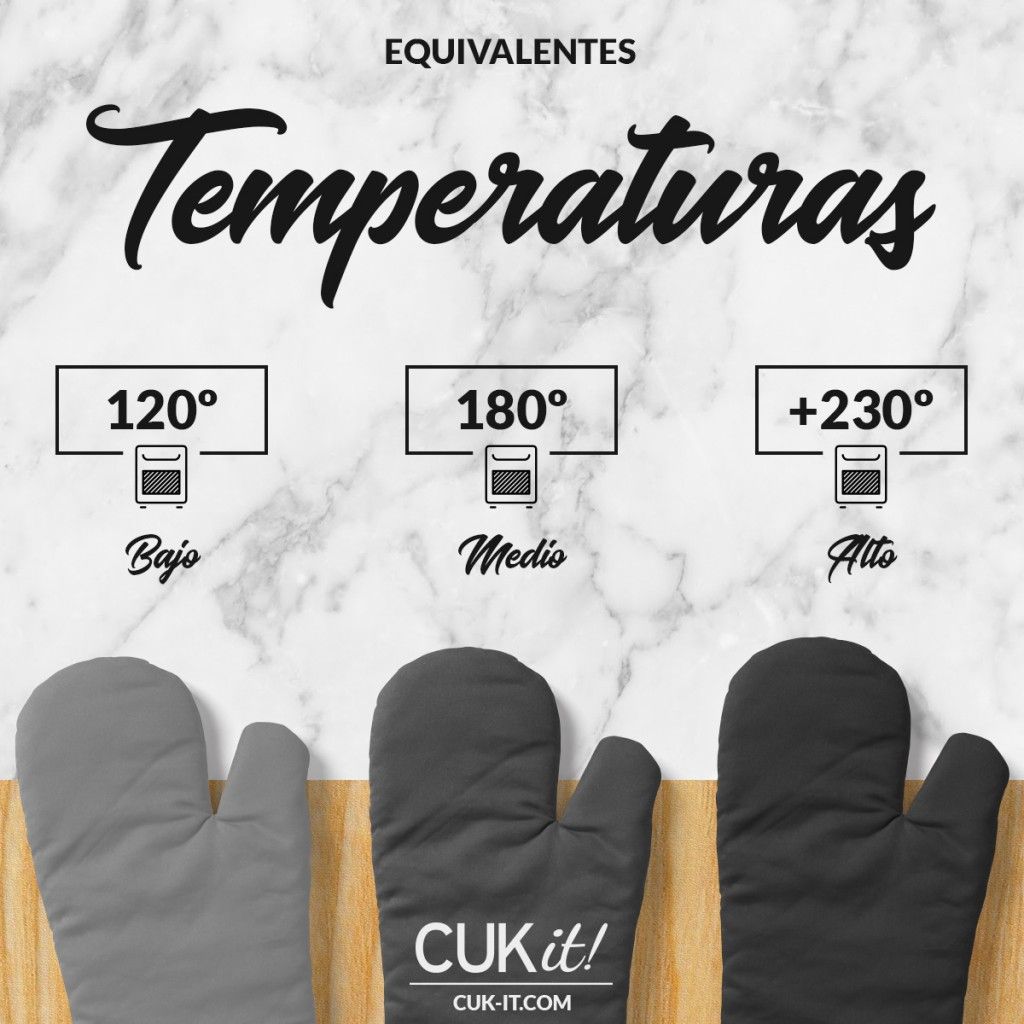 EQUIVALENTES
Temperaturas
120º 180º +230º
Bajo Medio Alto
CUKit!
CUK-IT.COM